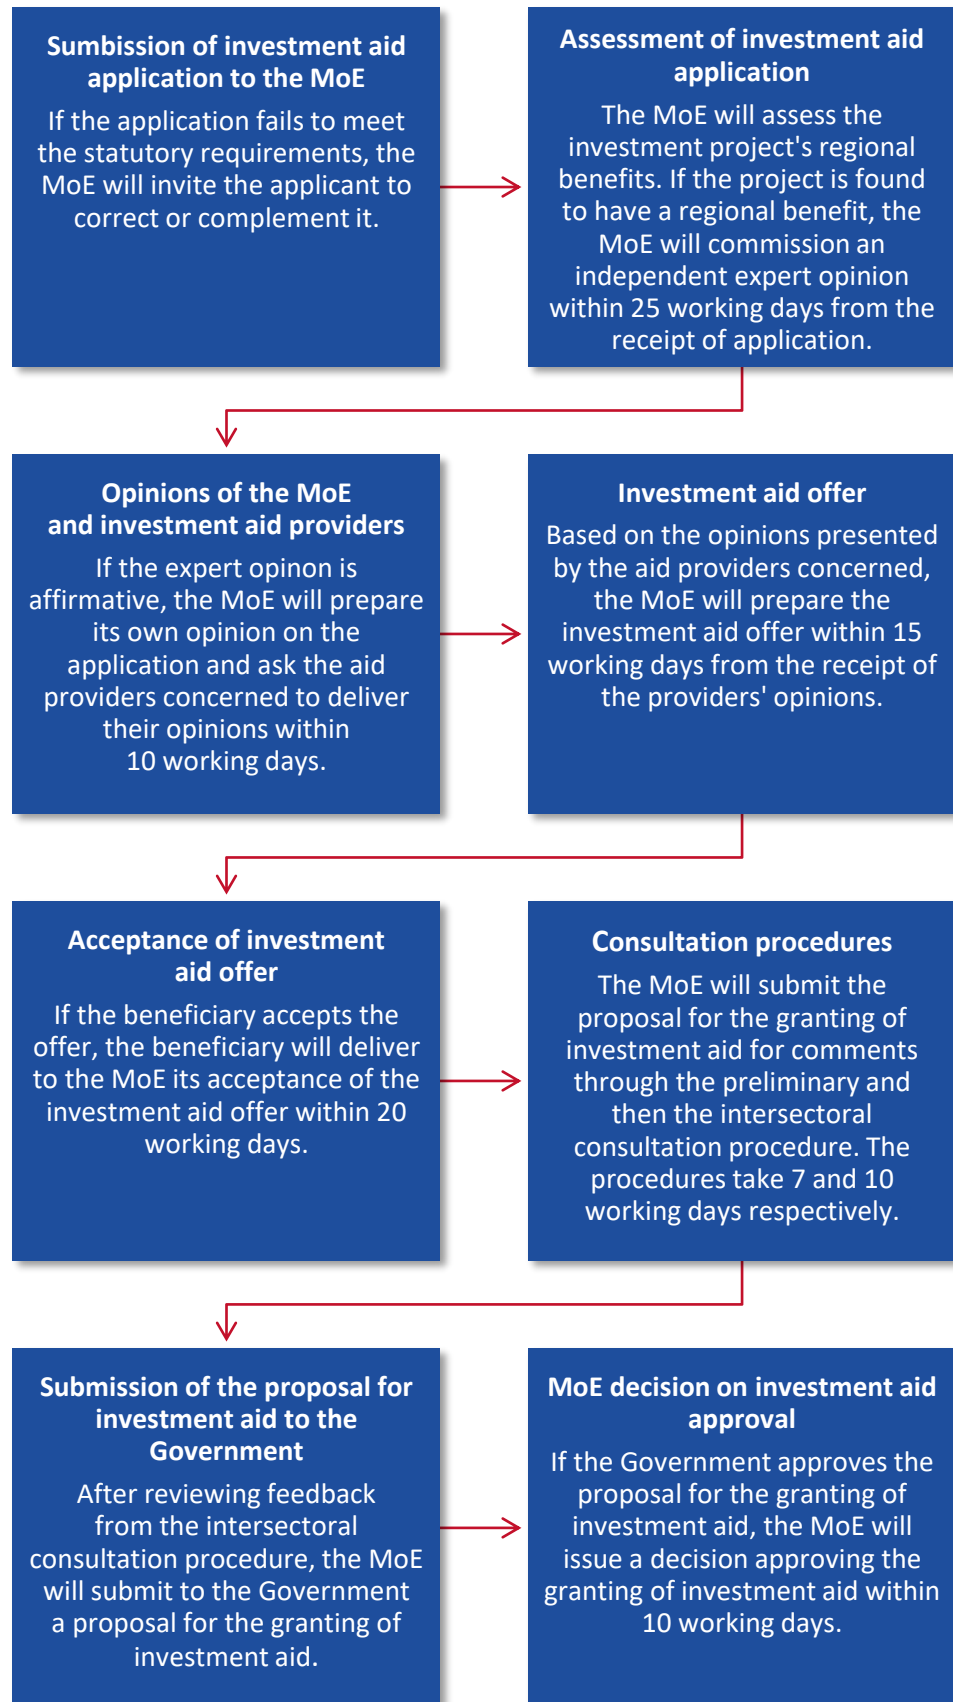 Sumbission of investment aid
application to the MoE
If the application fails to meet
the statutory requirements, the
MoE will invite the applicant to
correct or complement it.
Assessment of investment aid
application
The MoE will assess the
investment project's regional
benefits. If the project is found
to have a regional benefit, the
MoE will commission an
independent expert opinion
within 25 working days from the
receipt of application.
Opinions of the MoE
and investment aid providers
If the expert opinon is
affirmative, the MoE will prepare
its own opinion on the
application and ask the aid
providers concerned to deliver
their opinions within
10 working days.
Investment aid offer
Based on the opinions presented
by the aid providers concerned,
the MoE will prepare the
investment aid offer within 15
working days from the receipt of
the providers' opinions.
Acceptance of investment
aid offer
If the beneficiary accepts the
offer, the beneficiary will deliver
to the MoE its acceptance of the
investment aid offer within 20
working days.
Consultation procedures
The MoE will submit the
proposal for the granting of
investment aid for comments
through the preliminary and
then the intersectoral
consultation procedure. The
procedures take 7 and 10
working days respectively.
Submission of the proposal for
investment aid to the
Government
After reviewing feedback
from the intersectoral
consultation procedure, the MoE
will submit to the Government
a proposal for the granting of
investment aid.
MoE decision on investment aid
approval
If the Government approves the
proposal for the granting of
investment aid, the MoE will
issue a decision approving the
granting of investment aid within
10 working days.